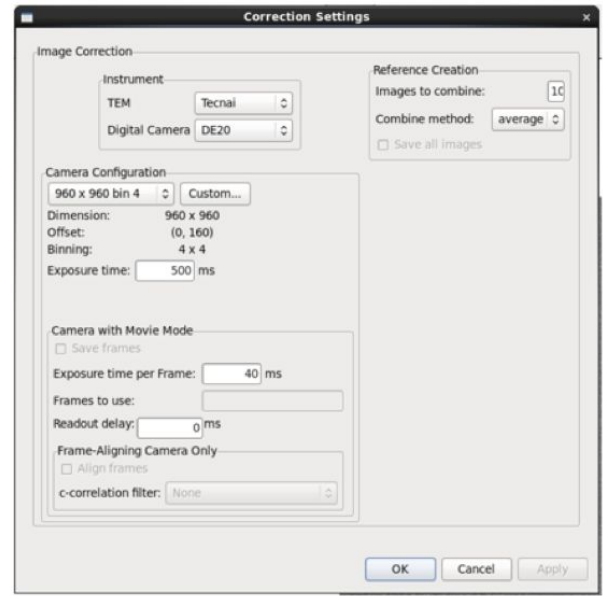 Correction Settings
Image Correction
Instrument
TEM Tecnai
Digital Camera DE20
Reference Creation
Images to combine: 10
Combine method: average
Save all images
Camera Configuration
960 x 960 bin 4 Custom...
Dimension: 960 x 960
Offset: (0, 160)
Binning: 4 x 4
Exposure time: 500 ms
Camera with Movie Mode
Save frames
Exposure time per Frame: 40 ms
Frames to use:
Readout delay: 0 ms
Frame-Aligning Camera Only
Align frames
c-correlation filter: None
OK Cancel Apply